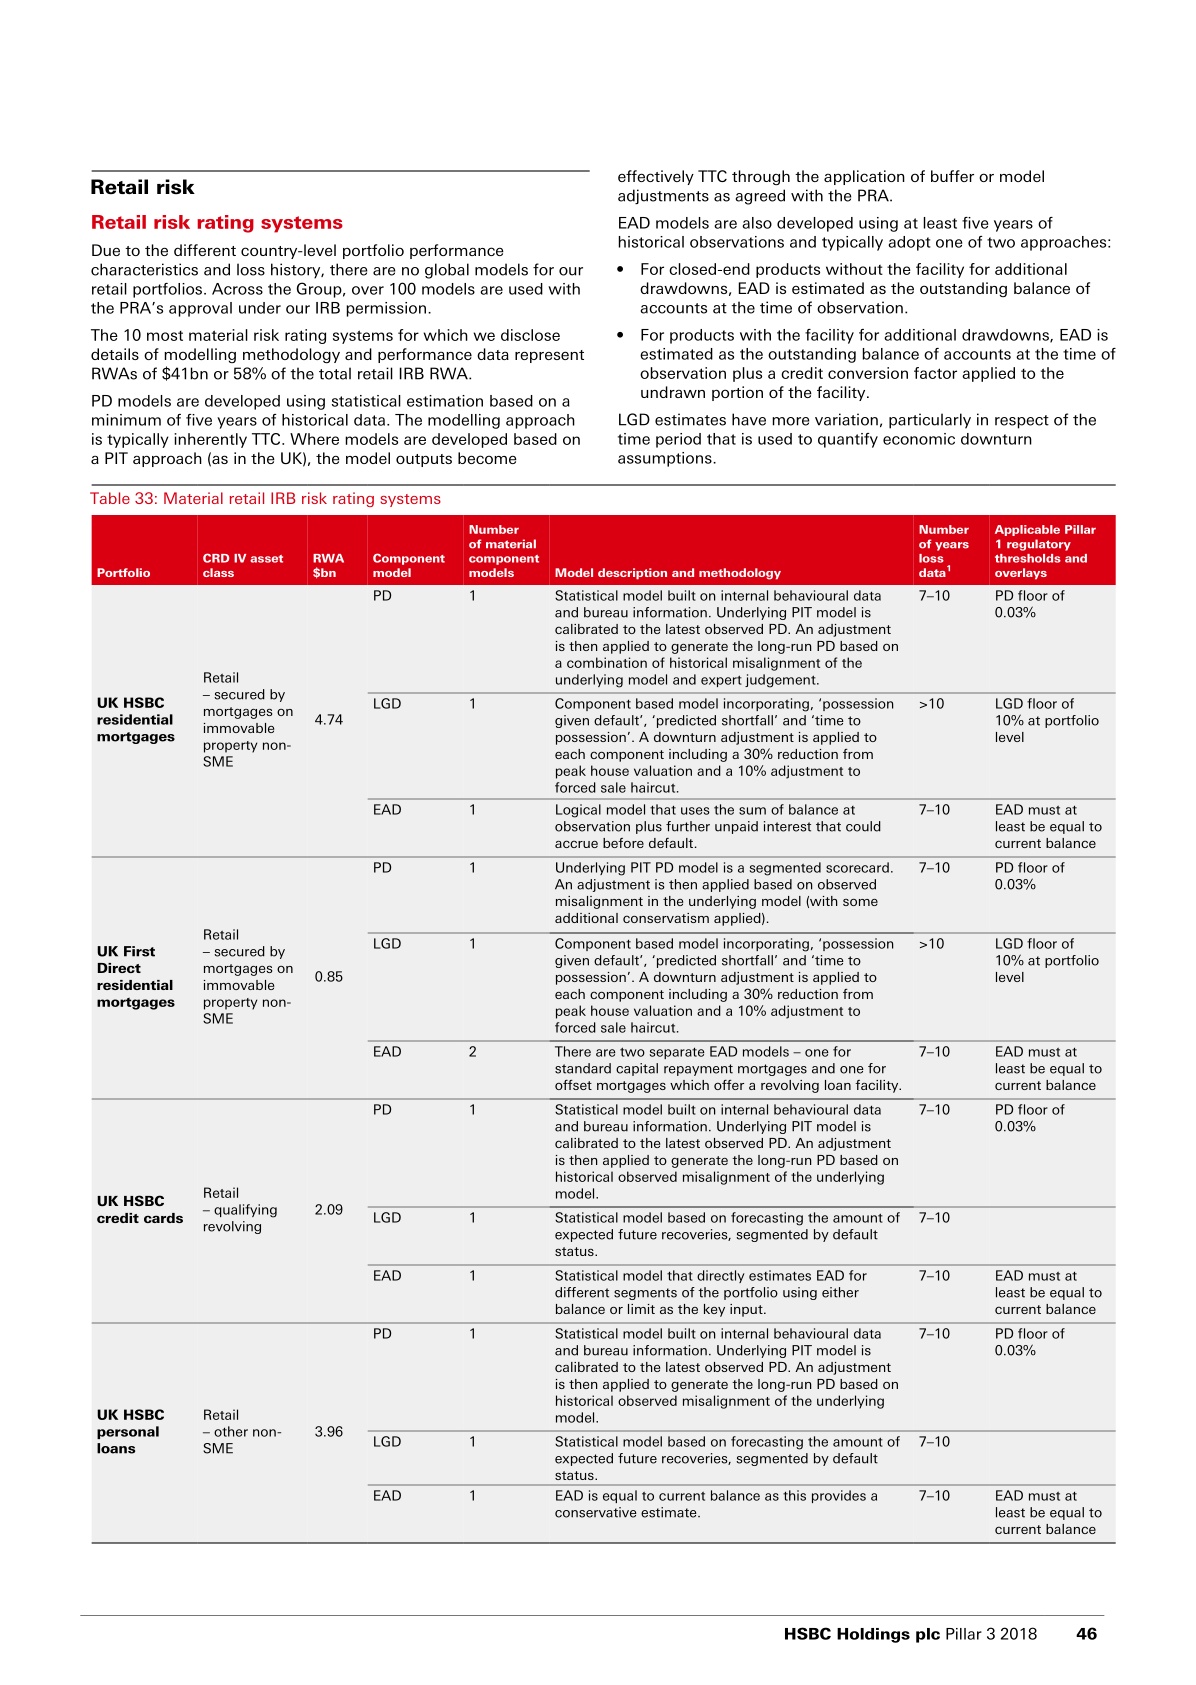 Retail risk
Retail risk rating systems
Due to the different country-level portfolio performance
characteristics and loss history, there are no global models for our
retail portfolios. Across the Group, over 100 models are used with
the PRA's approval under our IRB permission.
The 10 most material risk rating systems for which we disclose
details of modelling methodology and performance data represent
RWAs of $41bn or 58% of the total retail IRB RWA.
PD models are developed using statistical estimation based on a
minimum of five years of historical data. The modelling approach
is typically inherently TTC. Where models are developed based on
a PIT approach (as in the UK), the model outputs become
effectively TTC through the application of buffer or model
adjustments as agreed with the PRA.
EAD models are also developed using at least five years of
historical observations and typically adopt one of two approaches:
• For closed-end products without the facility for additional
drawdowns, EAD is estimated as the outstanding balance of
accounts at the time of observation.
• For products with the facility for additional drawdowns, EAD is
estimated as the outstanding balance of accounts at the time of
observation plus a credit conversion factor applied to the
undrawn portion of the facility.
LGD estimates have more variation, particularly in respect of the
time period that is used to quantify economic downturn
assumptions.
Table 33: Material retail IRB risk rating systems
Portfolio
CRD IV asset
class
RWA
$bn
Component
model
Number
of material
component
models
Model description and methodology
Number
of years
loss
data1
Applicable Pillar
1 regulatory
thresholds and
overlays
UK HSBC
residential
mortgages
Retail
– secured by
mortgages on
immovable
property non-
SME
4.74
PD
1
Statistical model built on internal behavioural data
and bureau information. Underlying PIT model is
calibrated to the latest observed PD. An adjustment
is then applied to generate the long-run PD based on
a combination of historical misalignment of the
underlying model and expert judgement.
7–10
PD floor of
0.03%
LGD
1
Component based model incorporating, 'possession
given default', 'predicted shortfall' and 'time to
possession'. A downturn adjustment is applied to
each component including a 30% reduction from
peak house valuation and a 10% adjustment to
forced sale haircut.
>10
LGD floor of
10% at portfolio
level
EAD
1
Logical model that uses the sum of balance at
observation plus further unpaid interest that could
accrue before default.
7–10
EAD must at
least be equal to
current balance
UK First
Direct
residential
mortgages
Retail
– secured by
mortgages on
immovable
property non-
SME
0.85
PD
1
Underlying PIT PD model is a segmented scorecard.
An adjustment is then applied based on observed
misalignment in the underlying model (with some
additional conservatism applied).
7–10
PD floor of
0.03%
LGD
1
Component based model incorporating, 'possession
given default', 'predicted shortfall' and 'time to
possession'. A downturn adjustment is applied to
each component including a 30% reduction from
peak house valuation and a 10% adjustment to
forced sale haircut.
>10
LGD floor of
10% at portfolio
level
EAD
2
There are two separate EAD models – one for
standard capital repayment mortgages and one for
offset mortgages which offer a revolving loan facility.
7–10
EAD must at
least be equal to
current balance
UK HSBC
credit cards
Retail
– qualifying
revolving
2.09
PD
1
Statistical model built on internal behavioural data
and bureau information. Underlying PIT model is
calibrated to the latest observed PD. An adjustment
is then applied to generate the long-run PD based on
historical observed misalignment of the underlying
model.
7–10
PD floor of
0.03%
LGD
1
Statistical model based on forecasting the amount of
expected future recoveries, segmented by default
status.
7–10
EAD
1
Statistical model that directly estimates EAD for
different segments of the portfolio using either
balance or limit as the key input.
7–10
EAD must at
least be equal to
current balance
UK HSBC
personal
loans
Retail
– other non-
SME
3.96
PD
1
Statistical model built on internal behavioural data
and bureau information. Underlying PIT model is
calibrated to the latest observed PD. An adjustment
is then applied to generate the long-run PD based on
historical observed misalignment of the underlying
model.
7–10
PD floor of
0.03%
LGD
1
Statistical model based on forecasting the amount of
expected future recoveries, segmented by default
status.
7–10
EAD
1
EAD is equal to current balance as this provides a
conservative estimate.
7–10
EAD must at
least be equal to
current balance
HSBC Holdings plc Pillar 3 2018 46